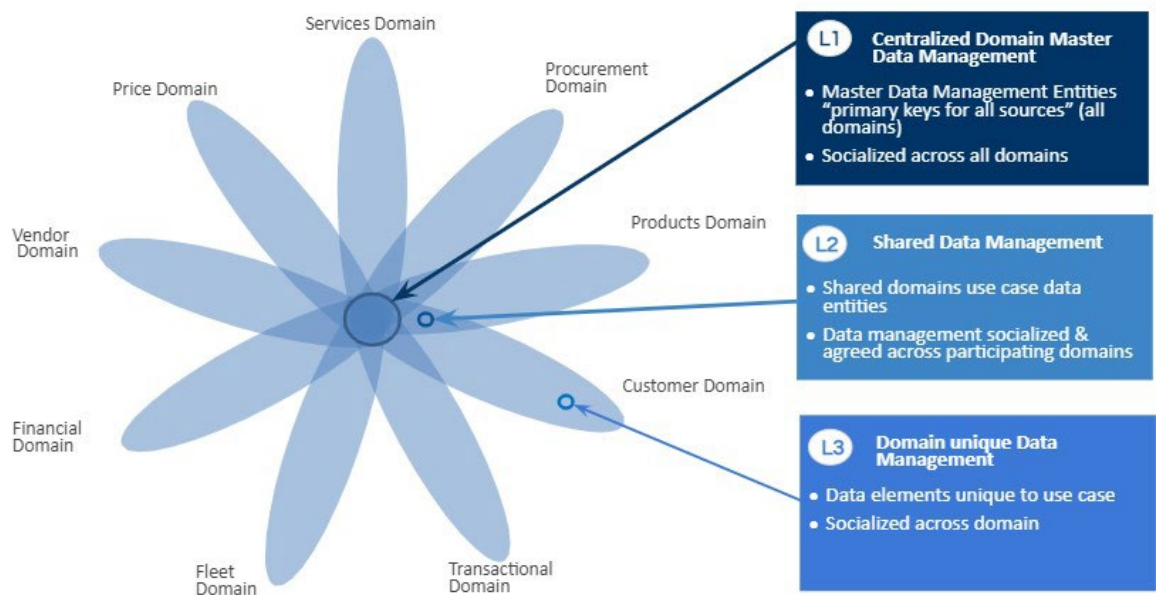 Services Domain
Procurement
Domain
Price Domain
Products Domain
Vendor
Domain
Customer Domain
Financial
Domain
Fleet
Domain
Transactional
Domain
L1 Centralized Domain Master
Data Management
• Master Data Management Entities
“primary keys for all sources” (all
domains)
• Socialized across all domains
L2 Shared Data Management
• Shared domains use case data
entities
• Data management socialized &
agreed across participating domains
L3 Domain unique Data
Management
• Data elements unique to use case
• Socialized across domain